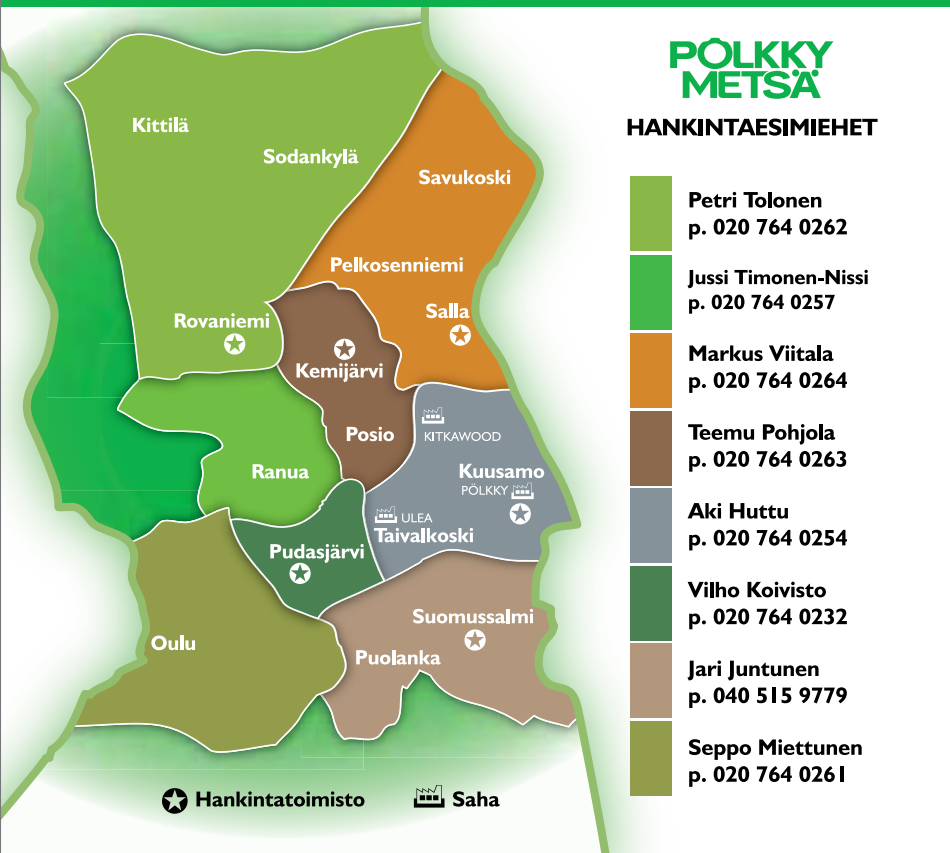 PÖLKKY
METSÄ
HANKINTAESIMIEHET
Kittilä
Sodankylä
Savukoski
Pelkosenniemi
Salla
Rovaniemi
Kemijärvi
Posio
KITKAWOOD
Ranua
Kuusamo
PÖLKKY
ULEA
Taivalkoski
Pudasjärvi
Suomussalmi
Oulu
Puolanka
Petri Tolonen
p. 020 764 0262
Jussi Timonen-Nissi
p. 020 764 0257
Markus Viitala
p. 020 764 0264
Teemu Pohjola
p. 020 764 0263
Aki Huttu
p. 020 764 0254
Vilho Koivisto
p. 020 764 0232
Jari Juntunen
p. 040 515 9779
Seppo Miettunen
p. 020 764 0261
Hankintatoimisto
Saha